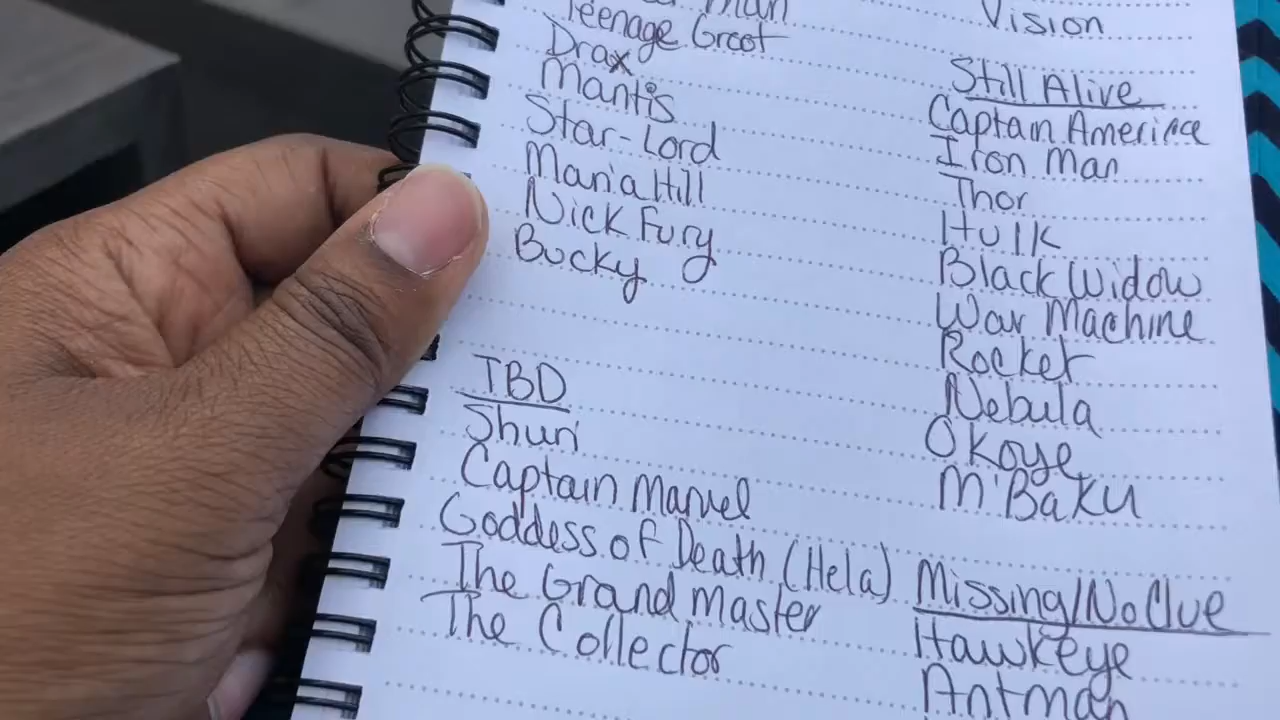 Man
Teenage Groot
Drax
Mantis
Star-Lord
Maria Hill
Nick Fury
Bucky
TBD
Shuri
Captain Marvel
Goddess of Death (Hela)
The Grand master
The Collector
Vision
Still Alive
Captain America
Iron Man
Thor
Hulk
Black Widow
War Machine
Rocket
Nebula
Okoye
M'Baku
Missing/No Clue
Hawkeye
Antman